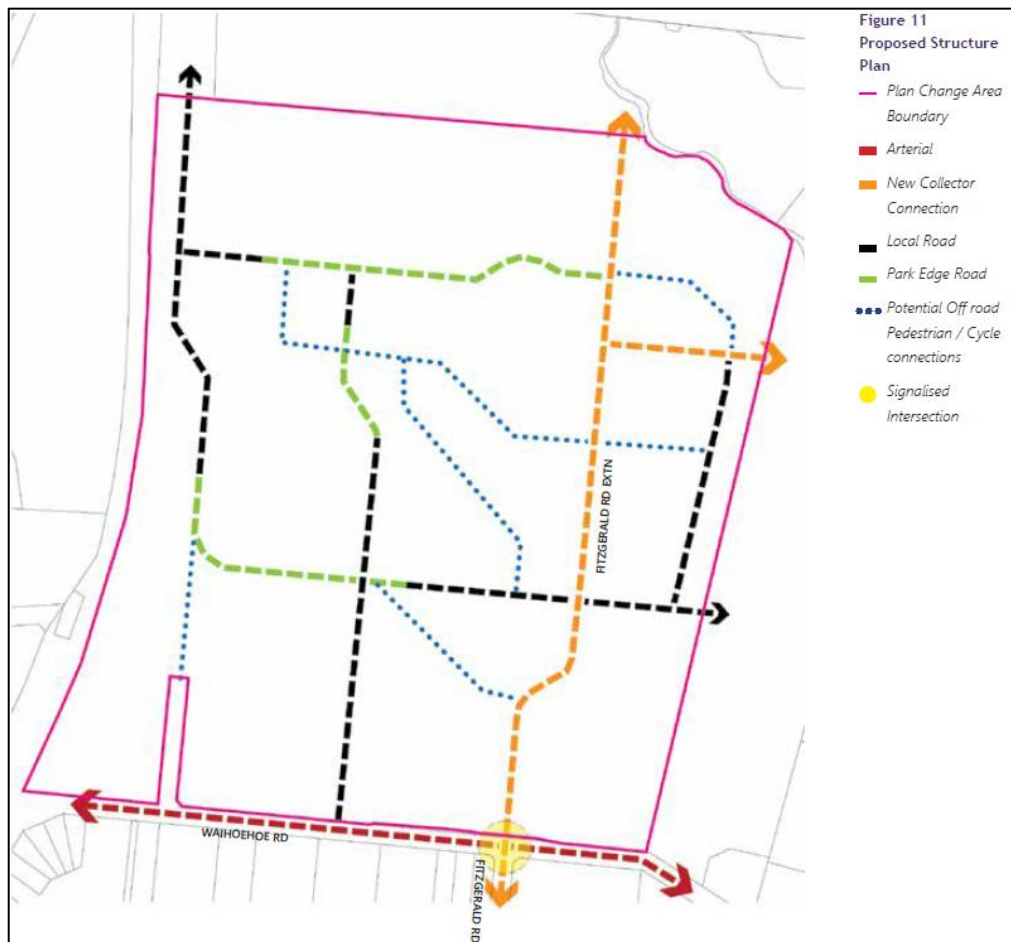 Figure 11
Proposed Structure
Plan
Plan Change Area
Boundary
Arterial
New Collector
Connection
Local Road
Park Edge Road
Potential Off road
Pedestrian / Cycle
connections
Signalised
Intersection
FITZGERALD RD EXTN
WAIHOEHOE RD
FITZGERALD RD